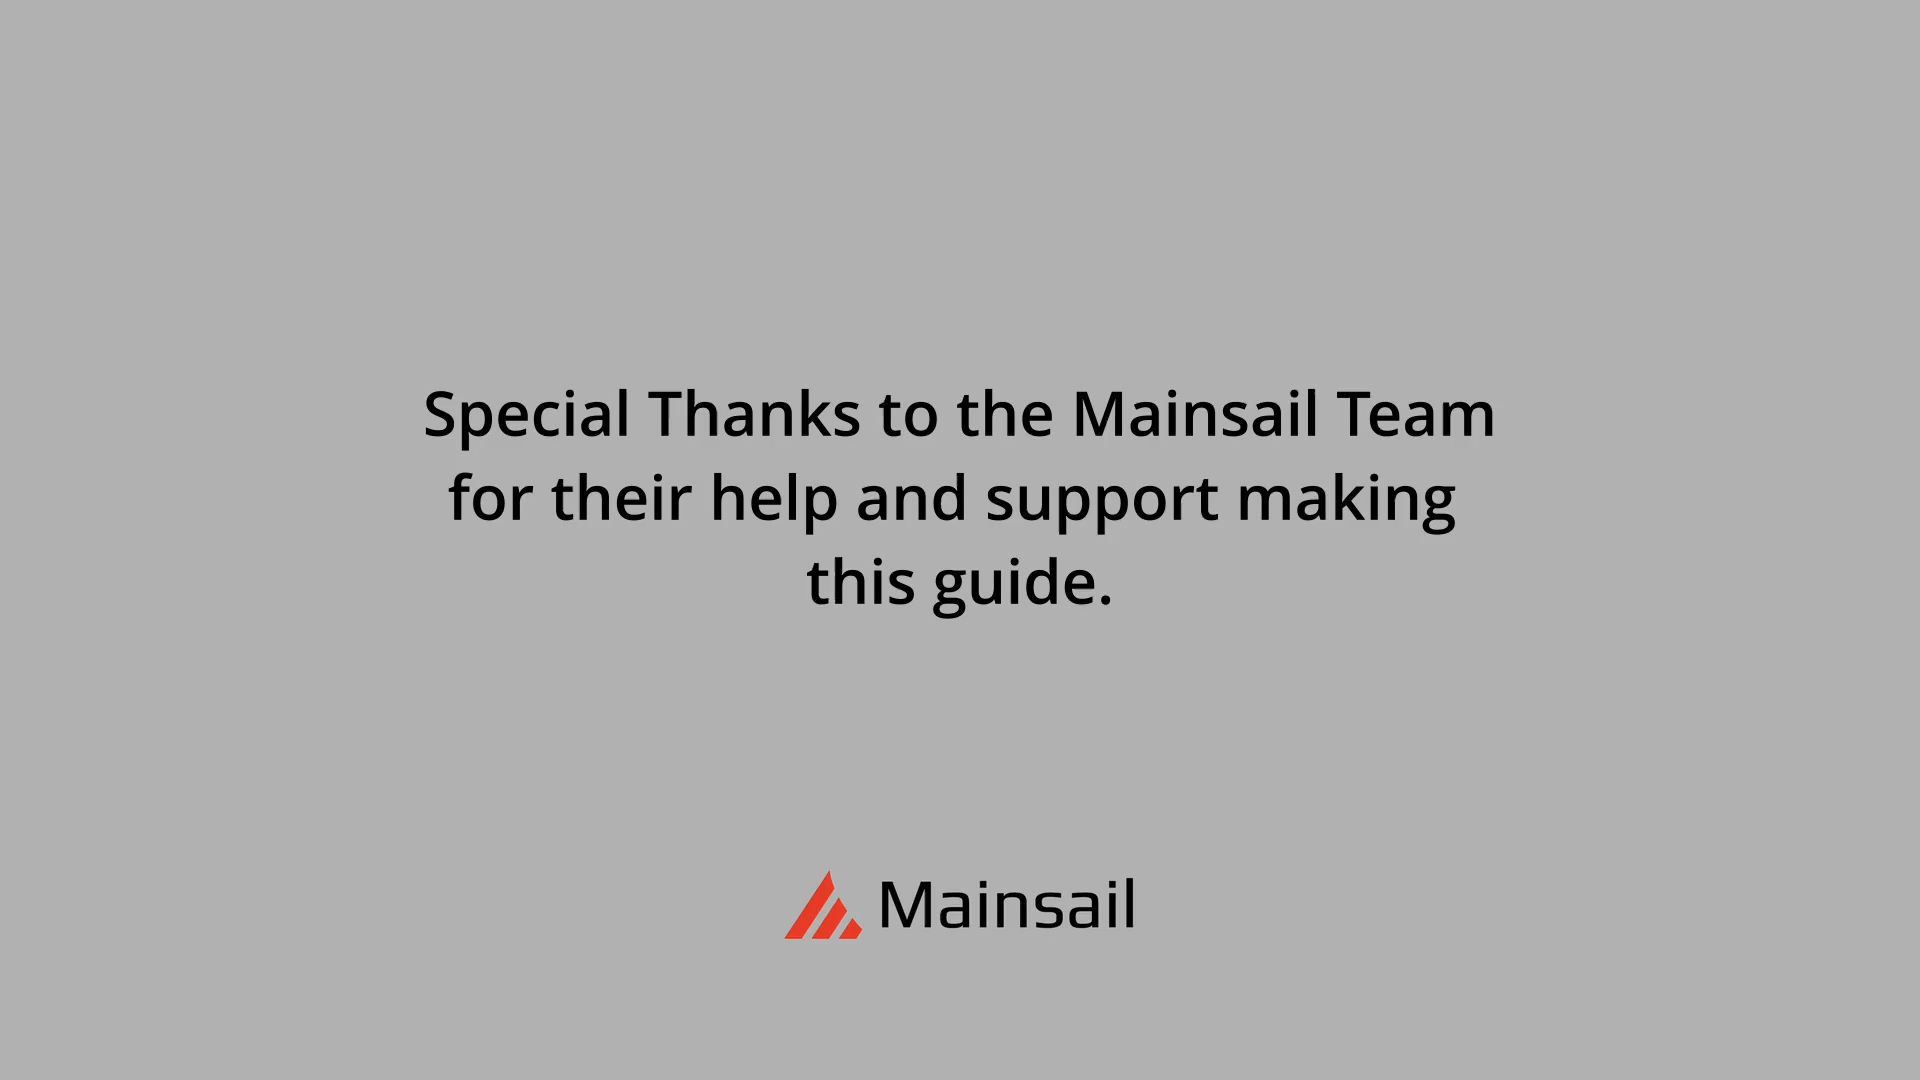 Special Thanks to the Mainsail Team
for their help and support making
this guide.
Mainsail